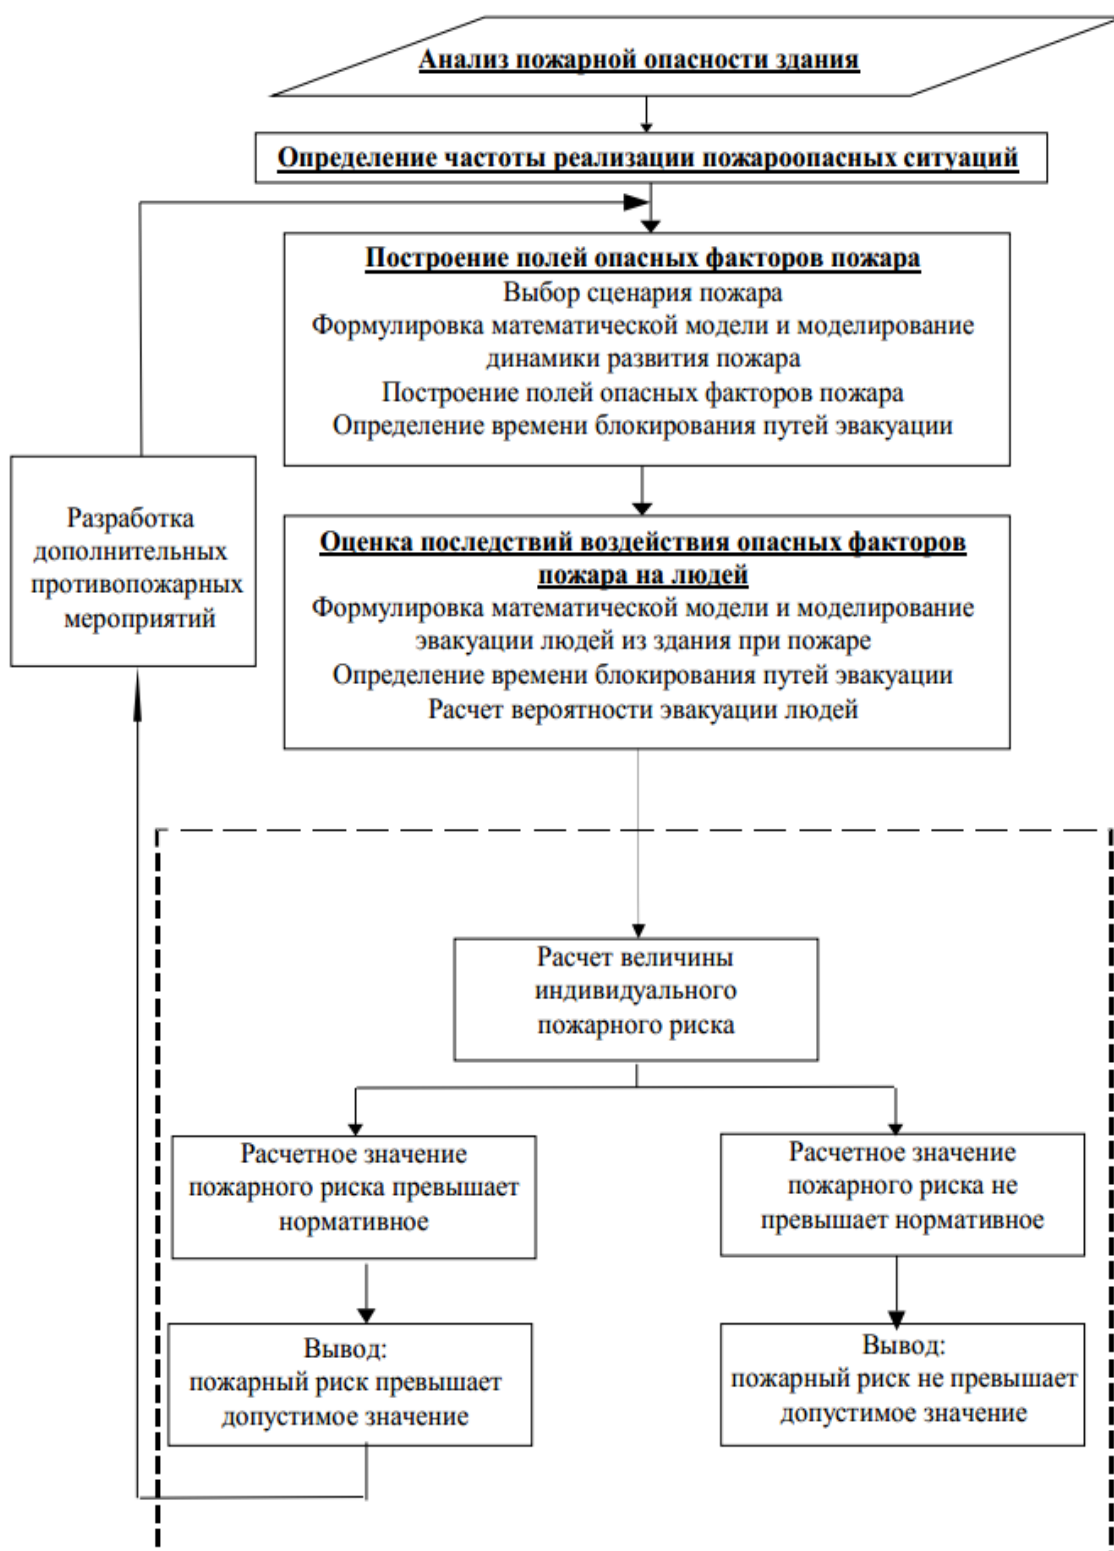 Анализ пожарной опасности здания
Определение частоты реализации пожароопасных ситуаций
Построение полей опасных факторов пожара
Выбор сценария пожара
Формулировка математической модели и моделирование
динамики развития пожара
Построение полей опасных факторов пожара
Определение времени блокирования путей эвакуации
Разработка
дополнительных
противопожарных
мероприятий
Оценка последствий воздействия опасных факторов
пожара на людей
Формулировка математической модели и моделирование
эвакуации людей из здания при пожаре
Определение времени блокирования путей эвакуации
Расчет вероятности эвакуации людей
Расчет величины
индивидуального
пожарного риска
Расчетное значение
пожарного риска превышает
нормативное
Расчетное значение
пожарного риска не
превышает нормативное
Вывод:
пожарный риск превышает
допустимое значение
Вывод:
пожарный риск не превышает
допустимое значение